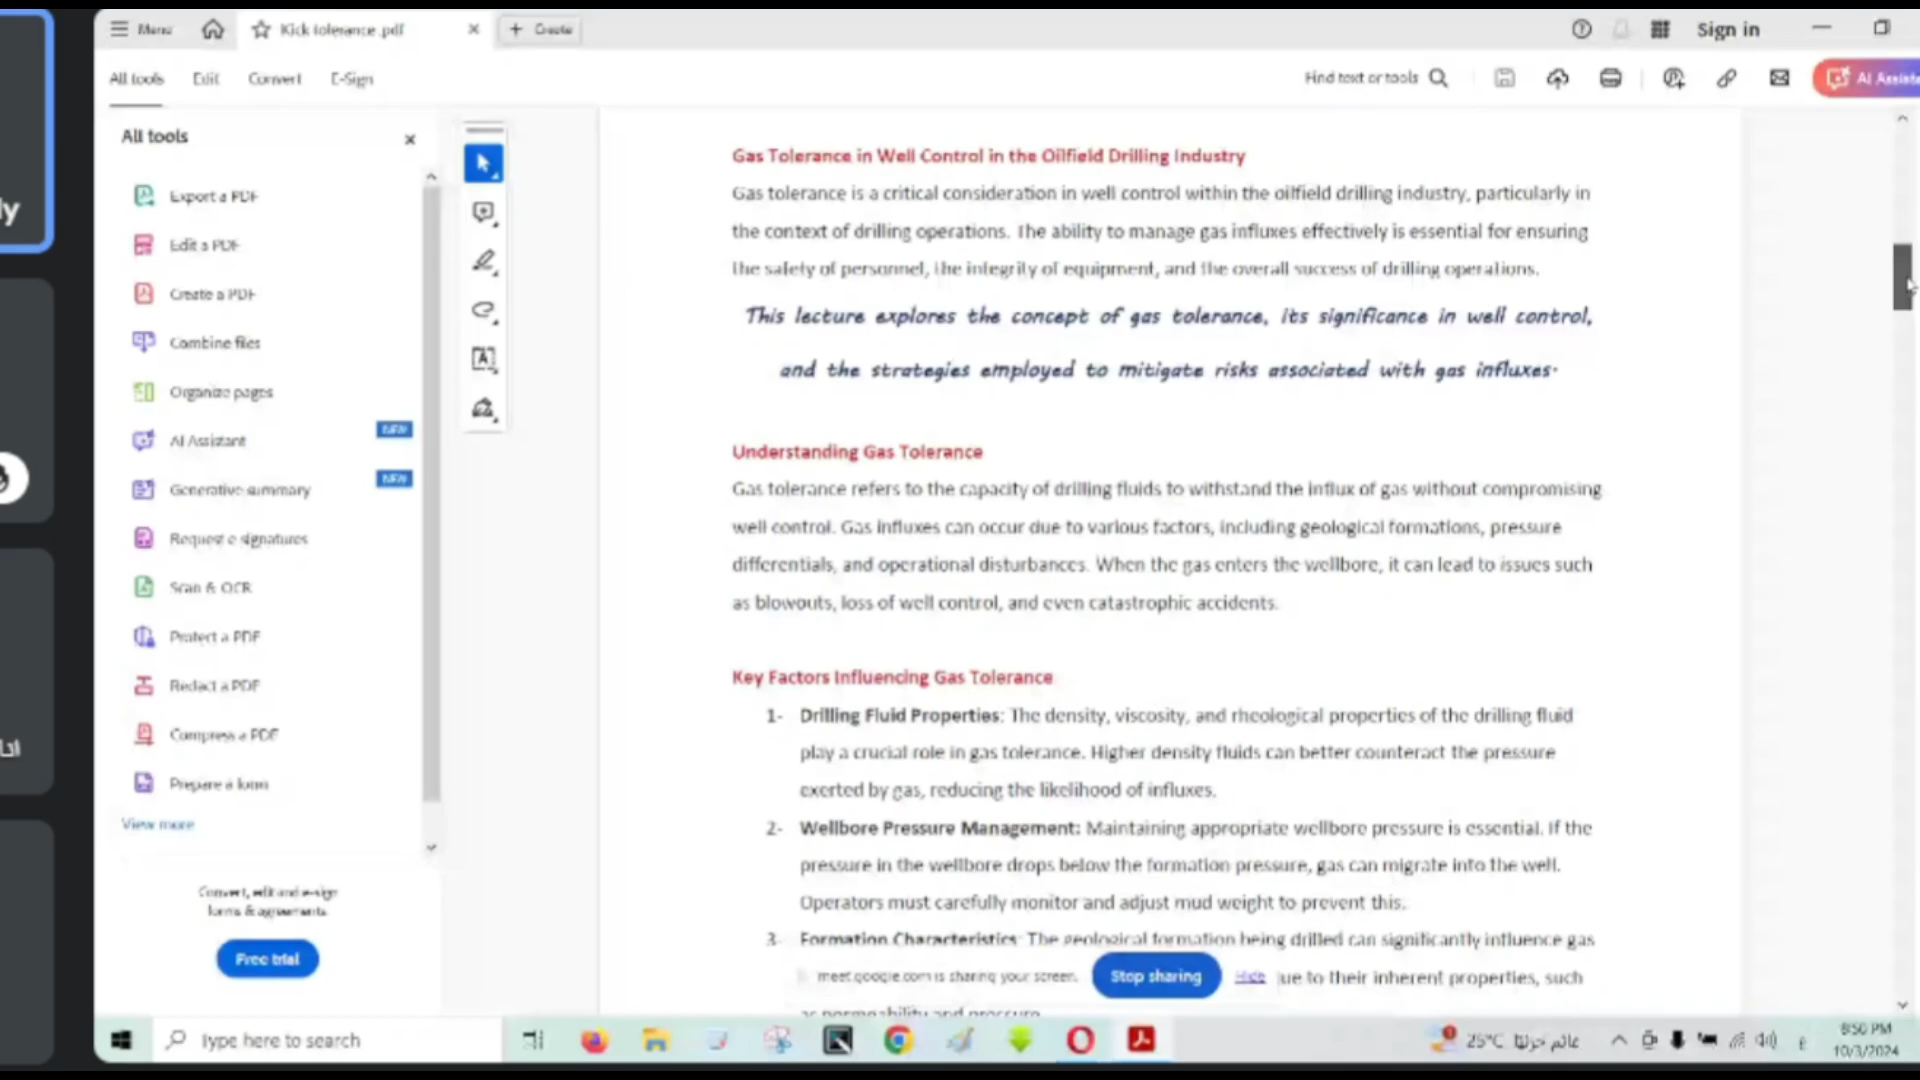 Menu
Kick tolerance .pdf
Create
Sign in
All tools
Edit
Convert
E-Sign
Find text or tools
AI Assista
All tools
Export a PDF
Edit a PDF
Create a PDF
Combine files
Organize pages
AI Assistant
NEW
Generative summary
NEW
Request e-signatures
Scan & OCR
Protect a PDF
Redact a PDF
Compress a PDF
Prepare a form
View more
Convert, edit and e-sign
forms & agreements
Free trial
Gas Tolerance in Well Control in the Oilfield Drilling Industry
Gas tolerance is a critical consideration in well control within the oilfield drilling industry, particularly in
the context of drilling operations. The ability to manage gas influxes effectively is essential for ensuring
the safety of personnel, the integrity of equipment, and the overall success of drilling operations.
This lecture explores the concept of gas tolerance, its significance in well control,
and the strategies employed to mitigate risks associated with gas influxes.
Understanding Gas Tolerance
Gas tolerance refers to the capacity of drilling fluids to withstand the influx of gas without compromising
well control. Gas influxes can occur due to various factors, including geological formations, pressure
differentials, and operational disturbances. When the gas enters the wellbore, it can lead to issues such
as blowouts, loss of well control, and even catastrophic accidents.
Key Factors Influencing Gas Tolerance
1- Drilling Fluid Properties: The density, viscosity, and rheological properties of the drilling fluid
play a crucial role in gas tolerance. Higher density fluids can better counteract the pressure
exerted by gas, reducing the likelihood of influxes.
2- Wellbore Pressure Management: Maintaining appropriate wellbore pressure is essential. If the
pressure in the wellbore drops below the formation pressure, gas can migrate into the well.
Operators must carefully monitor and adjust mud weight to prevent this.
3- Formation Characteristics: The geological formation being drilled can significantly influence gas
ue to their inherent properties, such
as permeability and pressure.
meet.google.com is sharing your screen.
Stop sharing
Hide
Type here to search
25°C
8:50 PM
10/3/2024
ly